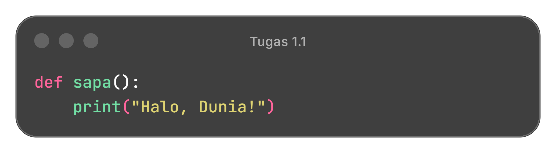 Tugas 1.1
def sapa():
    print("Halo, Dunia!")